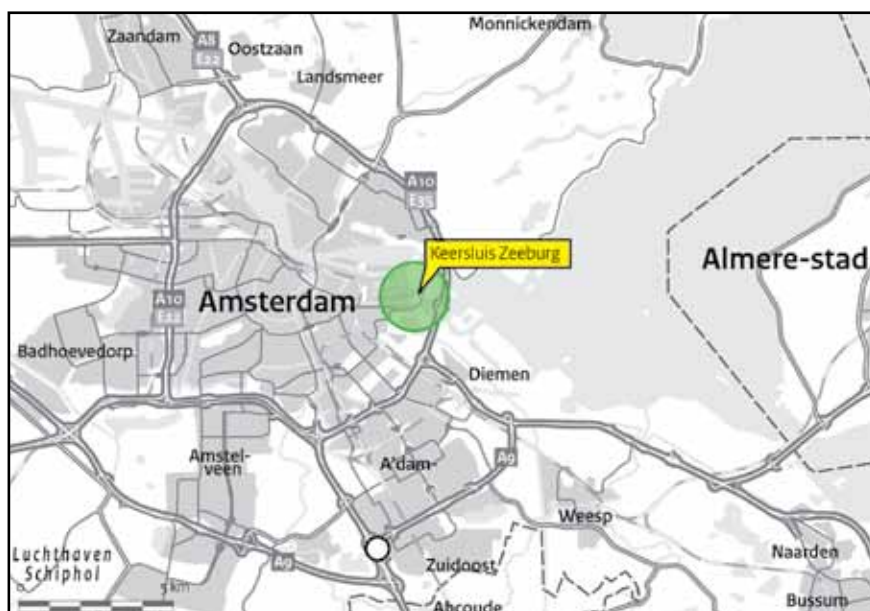 Monnickendam
Zaandam
A8
E22
Oostzaan
Landsmeer
A10
E35
Keersluis Zeeburg
Almere-stad
Amsterdam
A10
E22
Badhoevedorp
Diemen
Amstel-
veen
A'dam-
A9
Weesp
Luchthaven
Schiphol
A9
Zuidoost
Naarden
0
5 km
Abcoude
Bussum